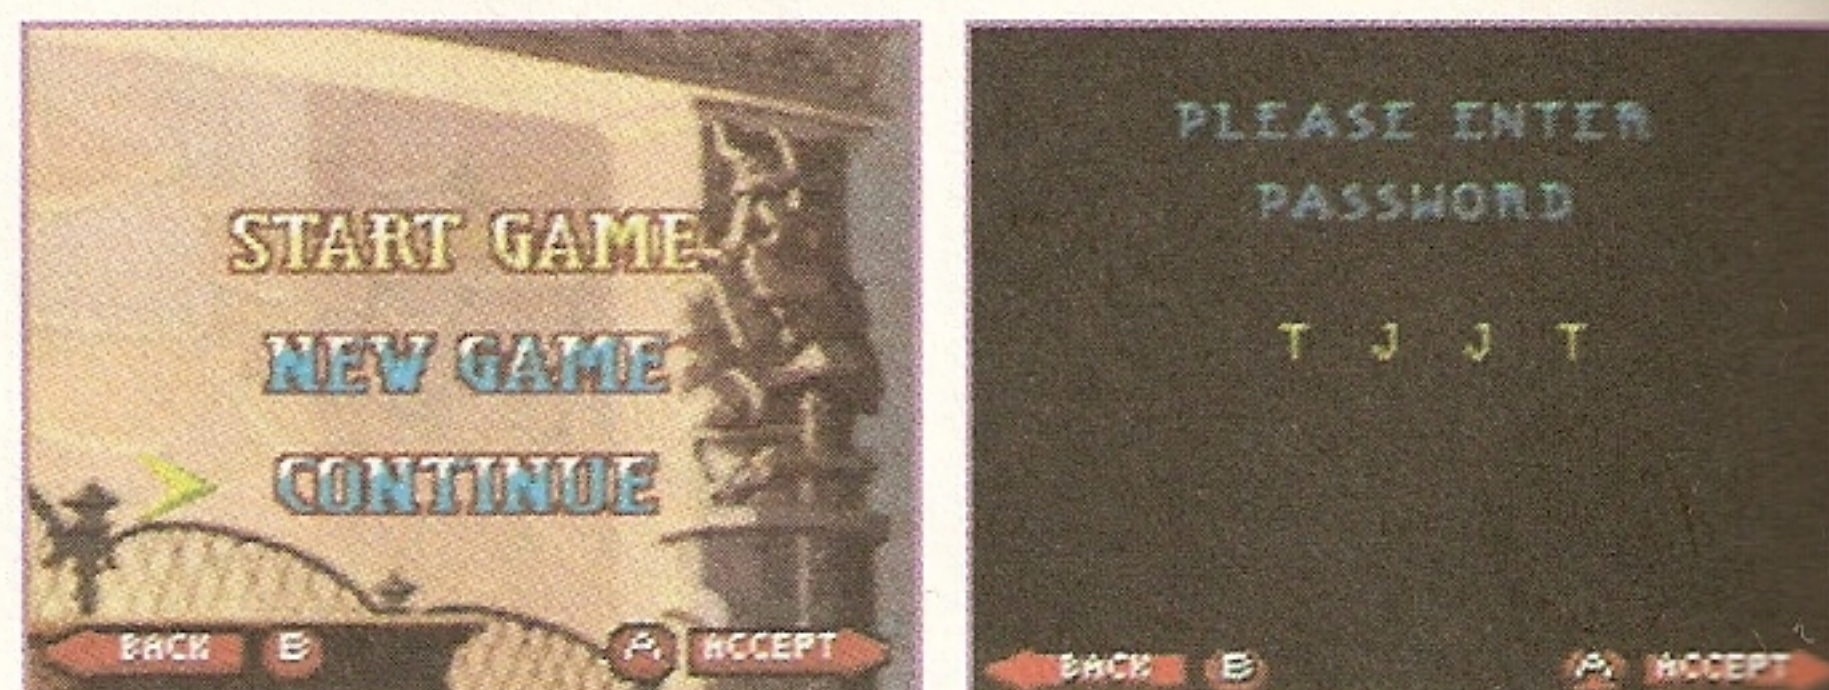 START GAME
NEW GAME
CONTINUE
BACK B A ACCEPT
PLEASE ENTER
PASSWORD
T J J T
BACK B A ACCEPT